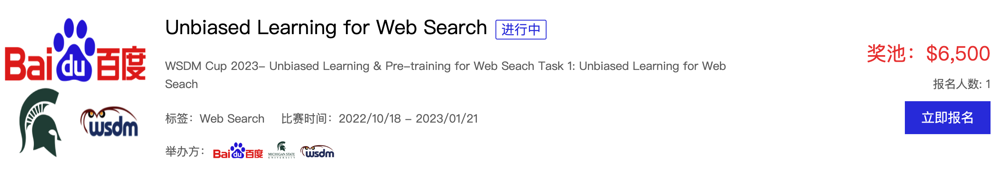 Bai du 百度
wsdm
Unbiased Learning for Web Search 进行中
WSDM Cup 2023- Unbiased Learning & Pre-training for Web Seach Task 1: Unbiased Learning for Web
Seach
标签：Web Search 比赛时间：2022/10/18 - 2023/01/21
举办方：Bai du 百度 MICHIGAN STATE
UNIVERSITY
wsdm
奖池：$6,500
报名人数: 1
立即报名